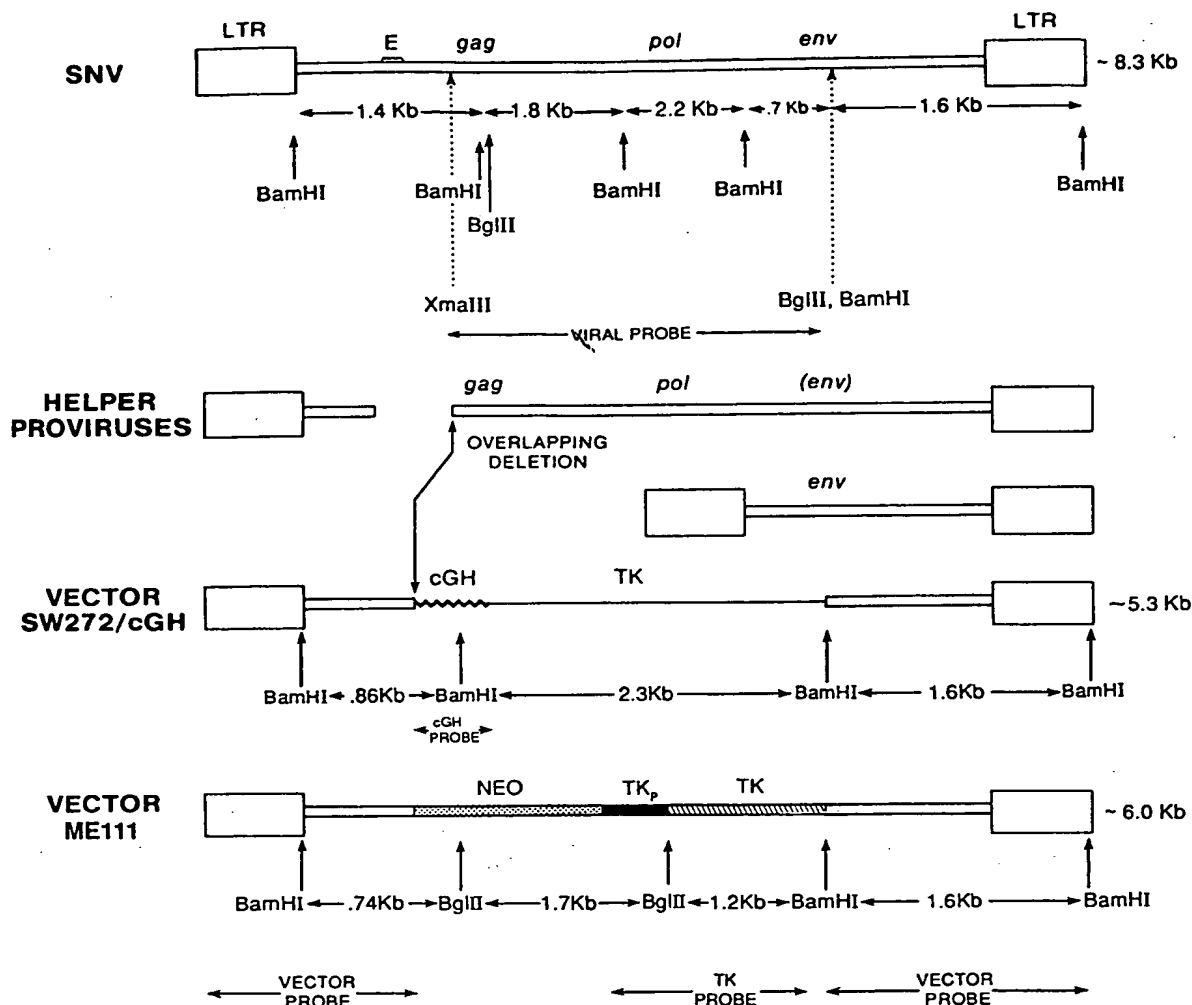 LTR E gag pol env LTR
SNV ~ 8.3 Kb
1.4 Kb 1.8 Kb 2.2 Kb .7 Kb 1.6 Kb
BamHI BamHI BamHI BamHI BamHI
BglII
XmaIII BglII, BamHI
VIRAL PROBE
HELPER
PROVIRUSES
gag pol (env)
OVERLAPPING
DELETION
env
cGH TK
VECTOR
SW272/cGH
~5.3 Kb
BamHI .86Kb BamHI 2.3Kb BamHI 1.6Kb BamHI
cGH
PROBE
NEO TKP TK
VECTOR
ME111
~ 6.0 Kb
BamHI .74Kb BglII 1.7Kb BglII 1.2Kb BamHI 1.6Kb BamHI
VECTOR
PROBE
TK
PROBE
VECTOR
PROBE